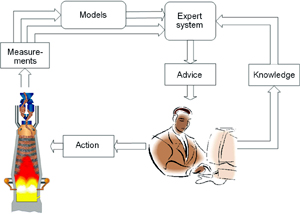 Models
Expert
system
Measure-
ments
Advice
Knowledge
Action